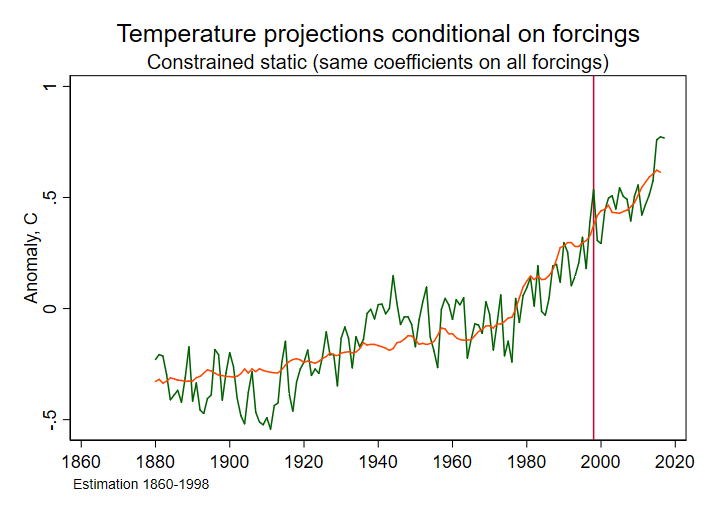 Temperature projections conditional on forcings
Constrained static (same coefficients on all forcings)
Anomaly, C
1
.5
0
-.5
1860 1880 1900 1920 1940 1960 1980 2000 2020
Estimation 1860-1998